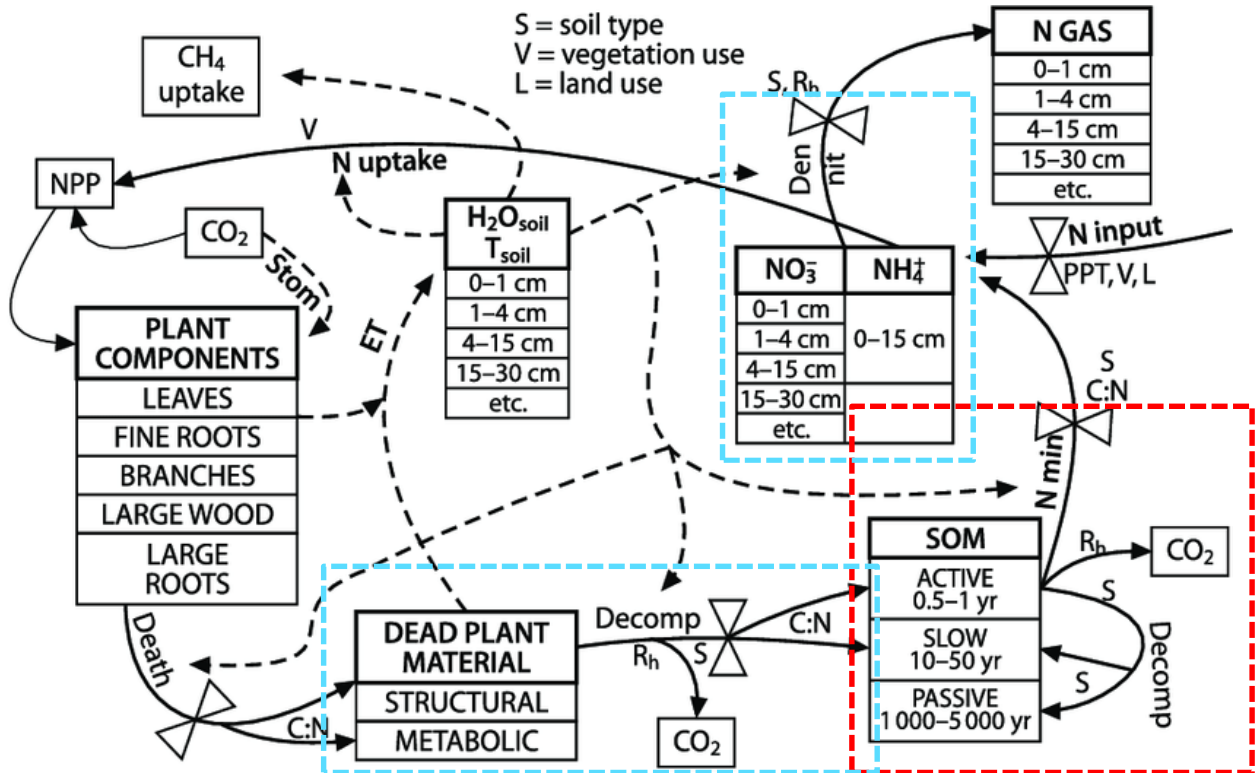 S = soil type
V = vegetation use
L = land use
CH₄
uptake
N GAS
0–1 cm
1–4 cm
4–15 cm
15–30 cm
etc.
S, Rₕ
V
N uptake
Den
nit
NPP
CO₂
Stom
H₂Osoil
Tsoil
0–1 cm
1–4 cm
4–15 cm
15–30 cm
etc.
N input
PPT, V, L
NO₃⁻
0–1 cm
1–4 cm
4–15 cm
15–30 cm
etc.
NH₄⁺
0–15 cm
PLANT
COMPONENTS
LEAVES
FINE ROOTS
BRANCHES
LARGE WOOD
LARGE
ROOTS
ET
S
C:N
N min
SOM
ACTIVE
0.5–1 yr
SLOW
10–50 yr
PASSIVE
1 000–5 000 yr
Rₕ
CO₂
S
Decomp
S
Death
C:N
DEAD PLANT
MATERIAL
STRUCTURAL
METABOLIC
Decomp
Rₕ
S
C:N
CO₂